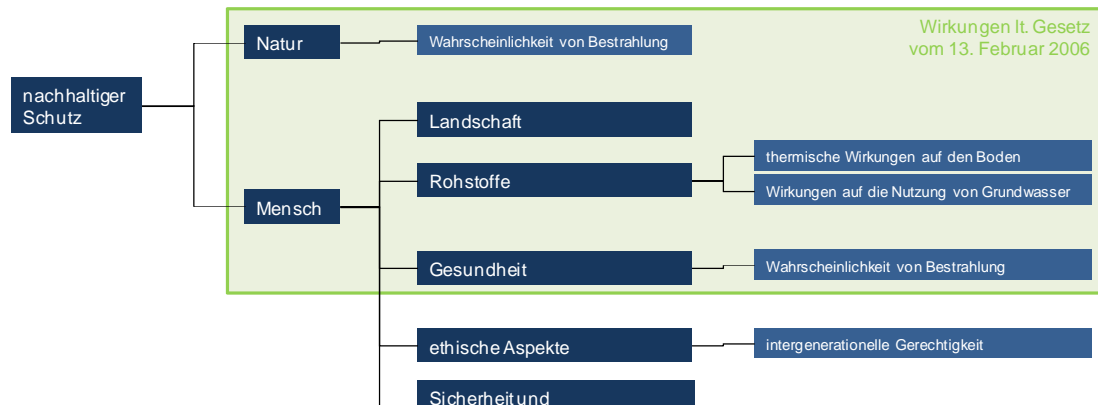 Wirkungen lt. Gesetz
vom 13. Februar 2006
Natur
Wahrscheinlichkeit von Bestrahlung
nachhaltiger
Schutz
Landschaft
Rohstoffe
thermische Wirkungen auf den Boden
Wirkungen auf die Nutzung von Grundwasser
Mensch
Gesundheit
Wahrscheinlichkeit von Bestrahlung
ethische Aspekte
intergenerationelle Gerechtigkeit
Sicherheit und